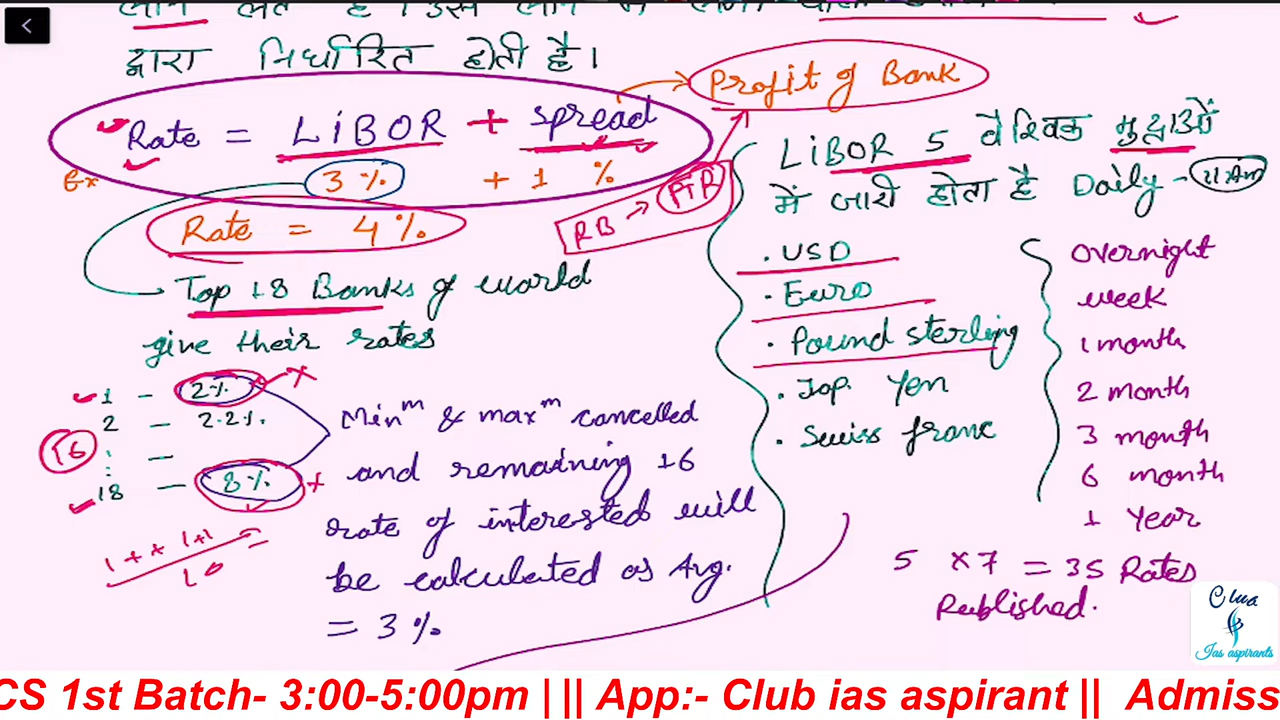 द्वारा निर्धारित होती है।
Rate = LiBOR + spread
Ex 3% + 1 %
Rate = 4%.
Profit of Bank
RB → PTR
Top 18 Banks of world
give their rates
1 - 2%
2 - 2.2%.
16
18 - 8%
Minᵐ & maxᵐ cancelled
and remaining 16
rate of interested will
be calculated as Avg.
= 3%
LiBOR 5 वैश्विक मुद्राओं
में जारी होता है Daily - 11 Am
. USD
. Euro
. Pound sterling
. Jap. Yen
. Swiss franc
overnight
week
1 month
2 month
3 month
6 month
1 Year
5 x7 = 35 Rates
Published.
Club
Ias aspirants
CS 1st Batch- 3:00-5:00pm | || App:- Club ias aspirant || Admiss